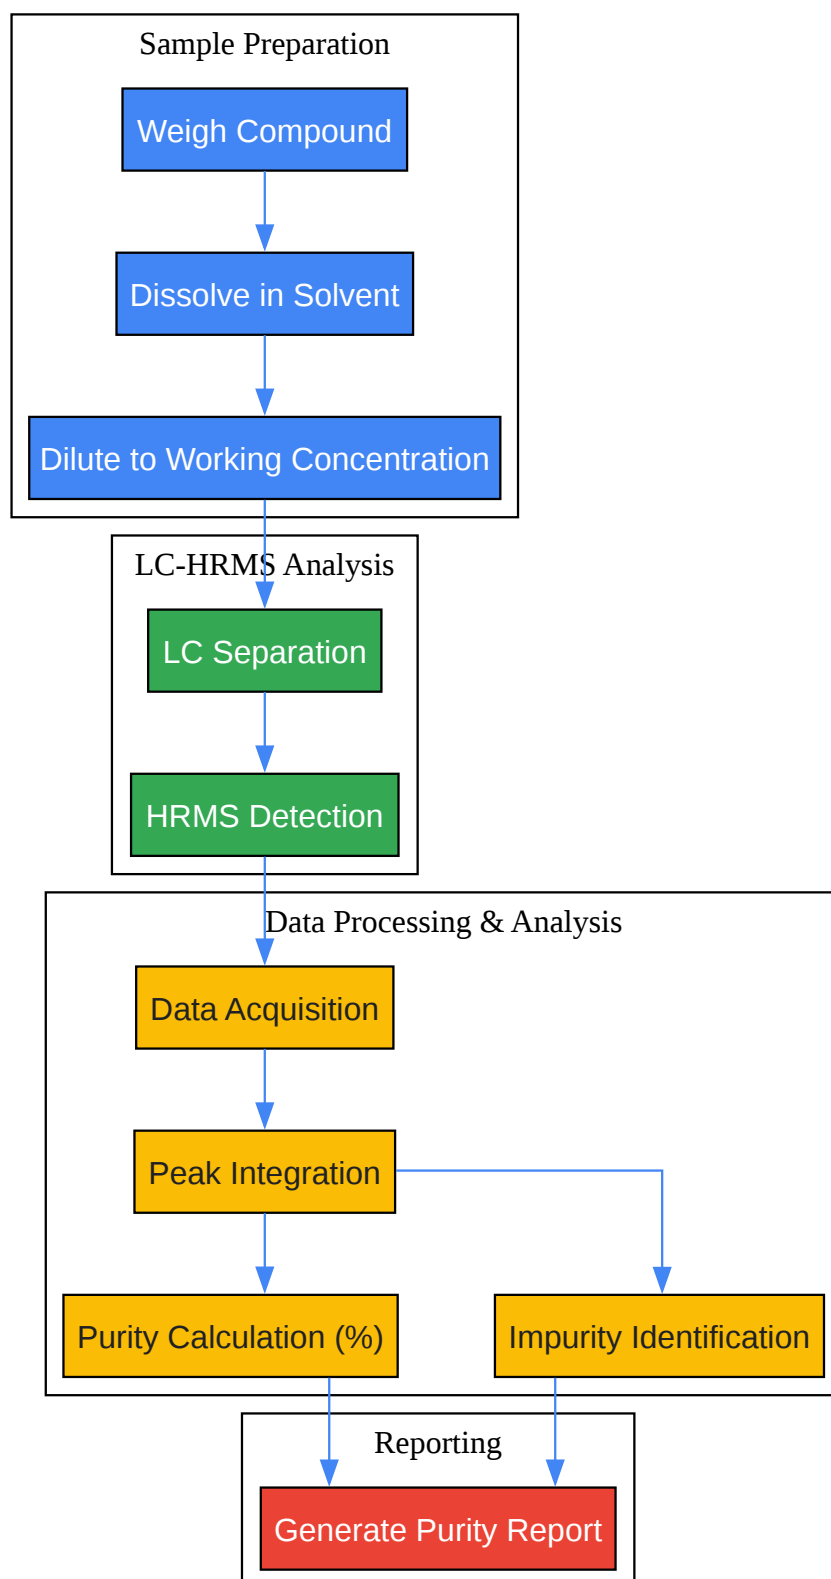 Sample Preparation
Weigh Compound
Dissolve in Solvent
Dilute to Working Concentration
LC-HRMS Analysis
LC Separation
HRMS Detection
Data Processing & Analysis
Data Acquisition
Peak Integration
Purity Calculation (%)
Impurity Identification
Reporting
Generate Purity Report